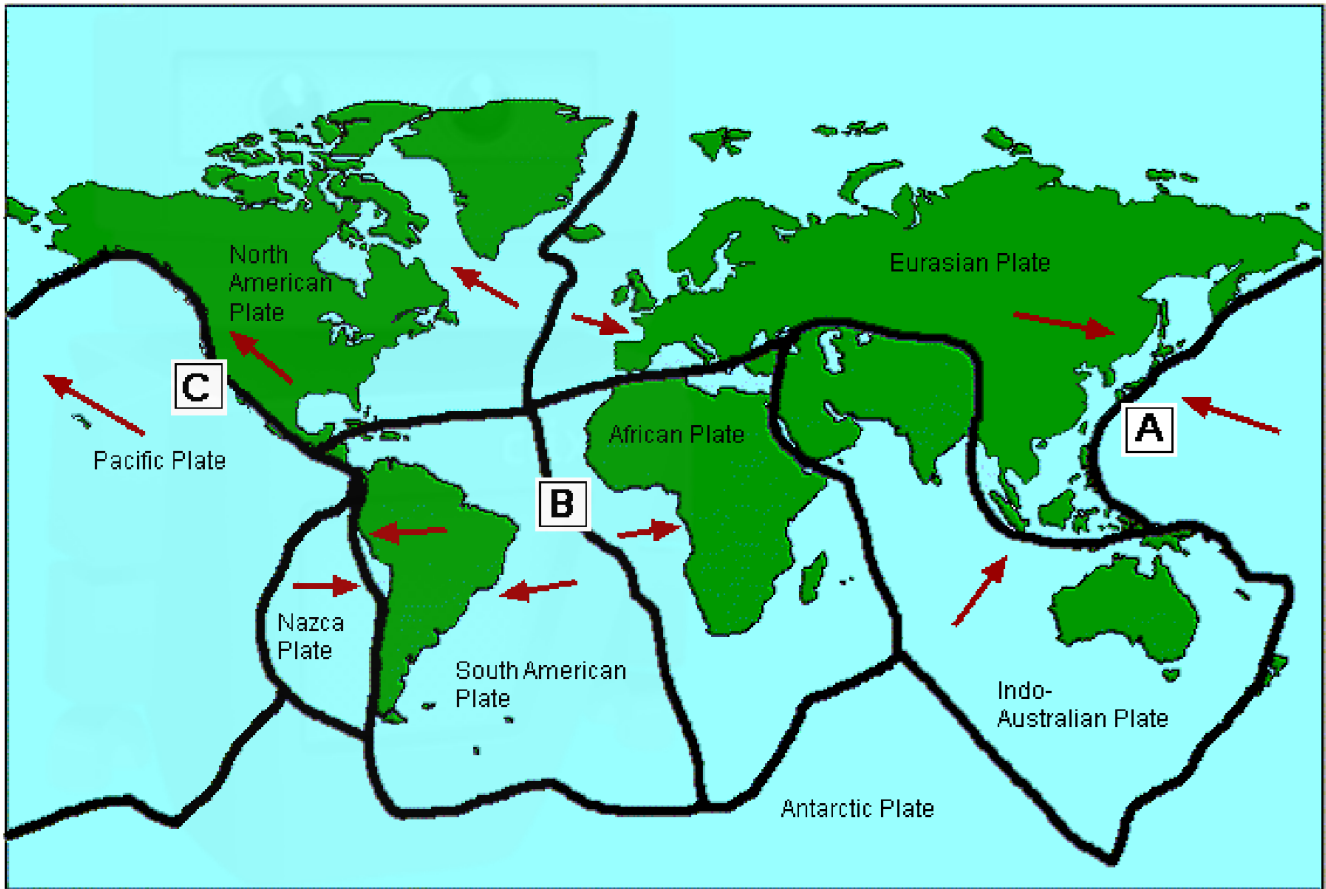 North
American
Plate
Eurasian Plate
C
A
African Plate
Pacific Plate
B
Nazca
Plate
South American
Plate
Indo-
Australian Plate
Antarctic Plate